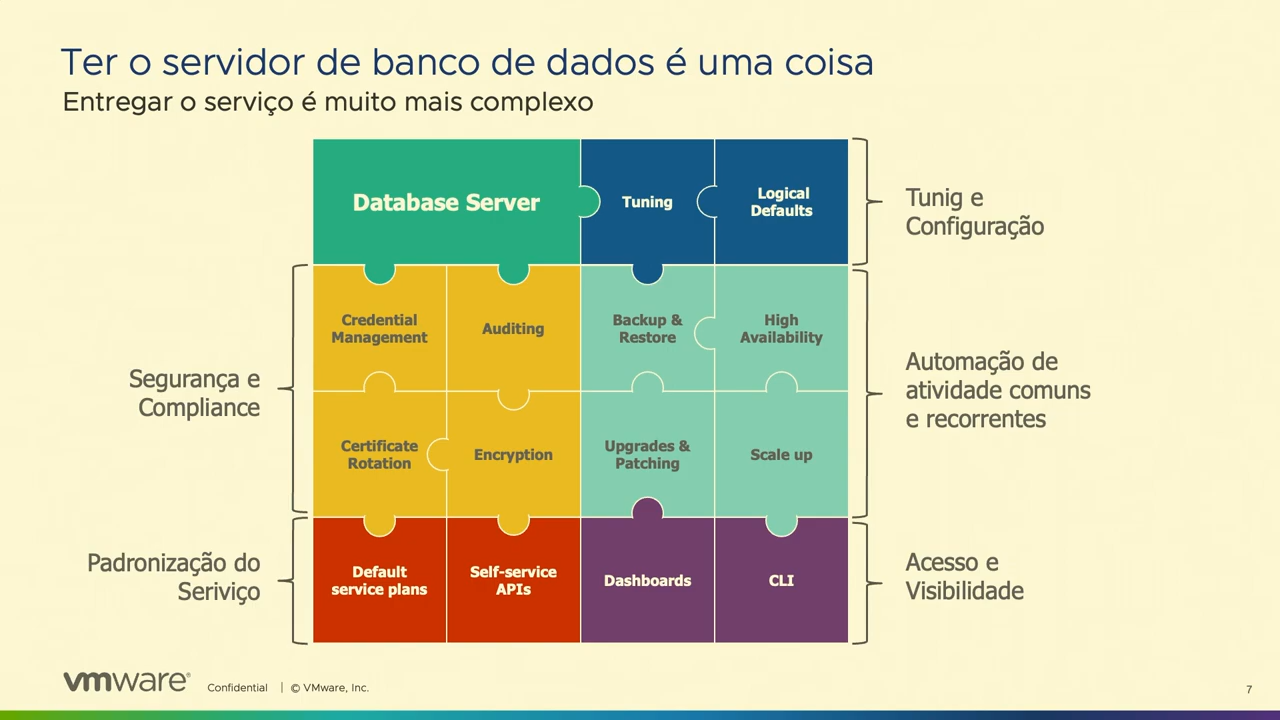 Ter o servidor de banco de dados é uma coisa
Entregar o serviço é muito mais complexo
Database Server
Tuning
Logical
Defaults
Tunig e
Configuração
Credential
Management
Auditing
Backup &
Restore
High
Availability
Segurança e
Compliance
Automação de
atividade comuns
e recorrentes
Certificate
Rotation
Encryption
Upgrades &
Patching
Scale up
Padronização do
Seriviço
Default
service plans
Self-service
APIs
Dashboards
CLI
Acesso e
Visibilidade
vmware®
Confidential | © VMware, Inc.
7